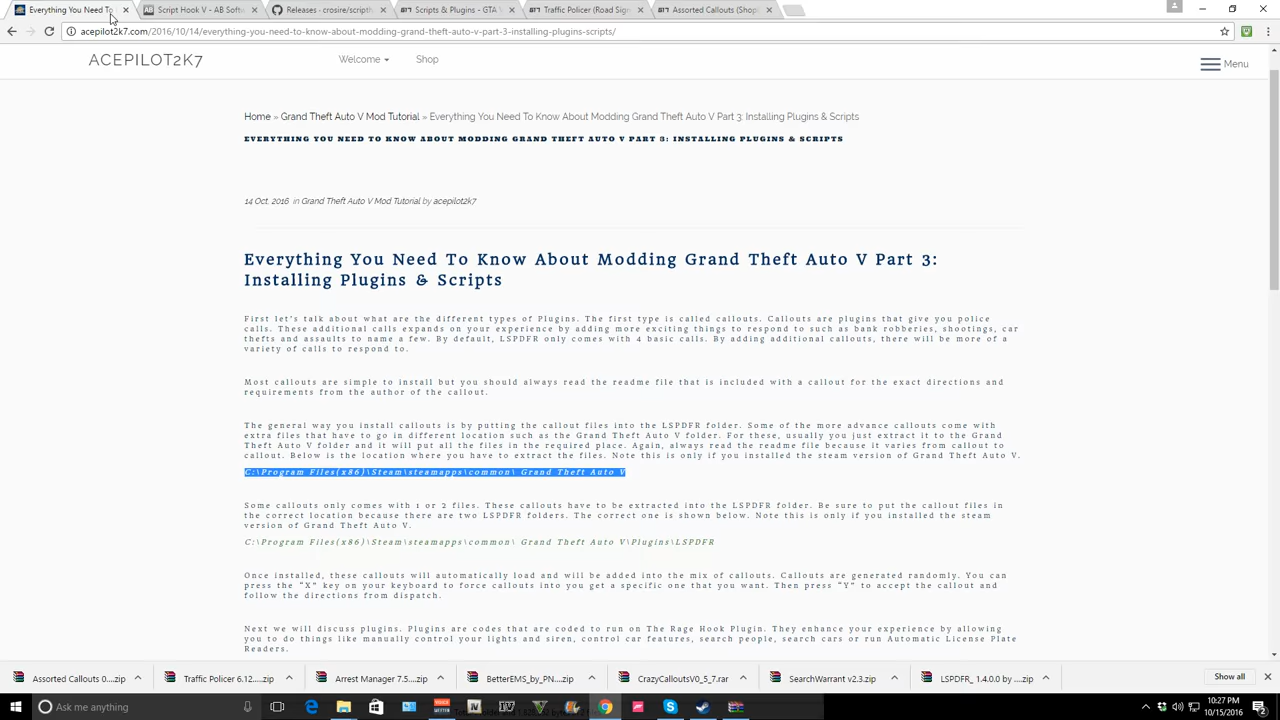 Everything You Need To
Script Hook V - AB Softw
Releases - crosire/scripth
Scripts & Plugins - GTA V
Traffic Policer (Road Sign
Assorted Callouts (Shopl
acepilot2k7.com/2016/10/14/everything-you-need-to-know-about-modding-grand-theft-auto-v-part-3-installing-plugins-scripts/
ACEPILOT2K7
Welcome
Shop
Menu
Home » Grand Theft Auto V Mod Tutorial » Everything You Need To Know About Modding Grand Theft Auto V Part 3: Installing Plugins & Scripts
EVERYTHING YOU NEED TO KNOW ABOUT MODDING GRAND THEFT AUTO V PART 3: INSTALLING PLUGINS & SCRIPTS
14 Oct. 2016 in Grand Theft Auto V Mod Tutorial by acepilot2k7
Everything You Need To Know About Modding Grand Theft Auto V Part 3:
Installing Plugins & Scripts
First let's talk about what are the different types of Plugins. The first type is called callouts. Callouts are plugins that give you police
calls. These additional calls expands on your experience by adding more exciting things to respond to such as bank robberies, shootings, car
thefts and assaults to name a few. By default, LSPDFR only comes with 4 basic calls. By adding additional callouts, there will be more of a
variety of calls to respond to.
Most callouts are simple to install but you should always read the readme file that is included with a callout for the exact directions and
requirements from the author of the callout.
The general way you install callouts is by putting the callout files into the LSPDFR folder. Some of the more advance callouts come with
extra files that have to go in different location such as the Grand Theft Auto V folder. For these, usually you just extract it to the Grand
Theft Auto V folder and it will put all the files in the required place. Again, always read the readme file because it varies from callout to
callout. Below is the location where you have to extract the files. Note this is only if you installed the steam version of Grand Theft Auto V.
C:\Program Files(x86)\Steam\steamapps\common\ Grand Theft Auto V
Some callouts only comes with 1 or 2 files. These callouts have to be extracted into the LSPDFR folder. Be sure to put the callout files in
the correct location because there are two LSPDFR folders. The correct one is shown below. Note this is only if you installed the steam
version of Grand Theft Auto V.
C:\Program Files(x86)\Steam\steamapps\common\ Grand Theft Auto V\Plugins\LSPDFR
Once installed, these callouts will automatically load and will be added into the mix of callouts. Callouts are generated randomly. You can
press the “X” key on your keyboard to force callouts into you get a specific one that you want. Then press “Y” to accept the callout and
follow the directions from dispatch.
Next we will discuss plugins. Plugins are codes that are coded to run on The Rage Hook Plugin. They enhance your experience by allowing
you to do things like manually control your lights and siren, control car features, search people, search cars or run Automatic License Plate
Readers.
Assorted Callouts 0....zip
Traffic Policer 6.12....zip
Arrest Manager 7.5....zip
BetterEMS_by_PN....zip
CrazyCalloutsV0_5_7.rar
SearchWarrant v2.3.zip
LSPDFR_ 1.4.0.0 by ....zip
Show all
Ask me anything
10:27 PM
10/15/2016